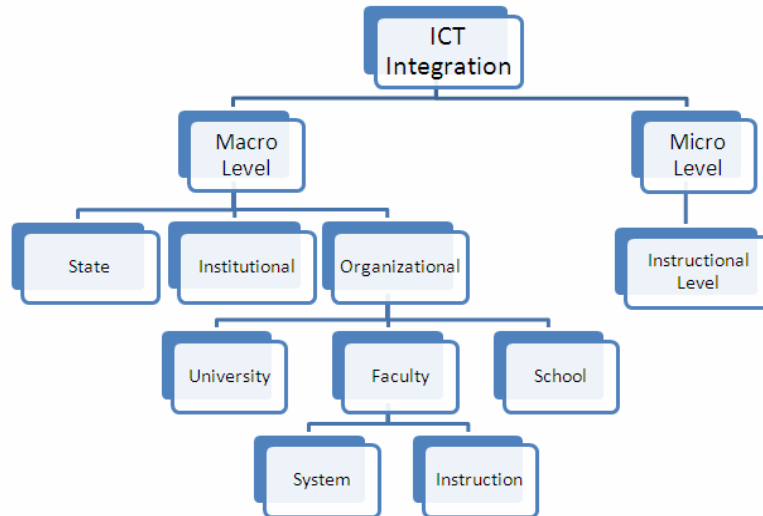 ICT
Integration
Macro
Level
Micro
Level
State
Institutional
Organizational
Instructional
Level
University
Faculty
School
System
Instruction